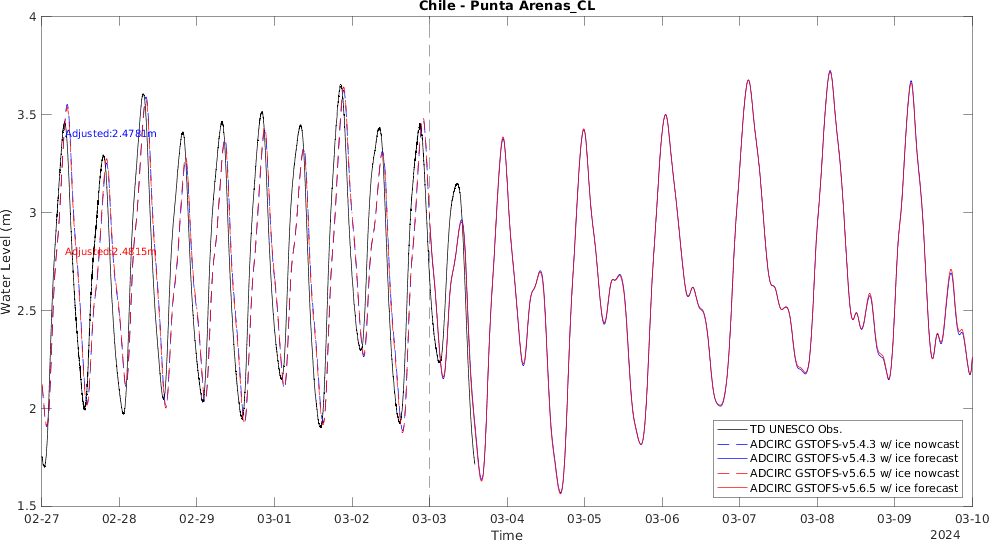 Chile - Punta Arenas_CL
4
3.5
3
2.5
2
1.5
Water Level (m)
Adjusted:2.4781m
Adjusted:2.4815m
TD UNESCO Obs.
ADCIRC GSTOFS-v5.4.3 w/ ice nowcast
ADCIRC GSTOFS-v5.4.3 w/ ice forecast
ADCIRC GSTOFS-v5.6.5 w/ ice nowcast
ADCIRC GSTOFS-v5.6.5 w/ ice forecast
02-27 02-28 02-29 03-01 03-02 03-03 03-04 03-05 03-06 03-07 03-08 03-09 03-10
Time
2024